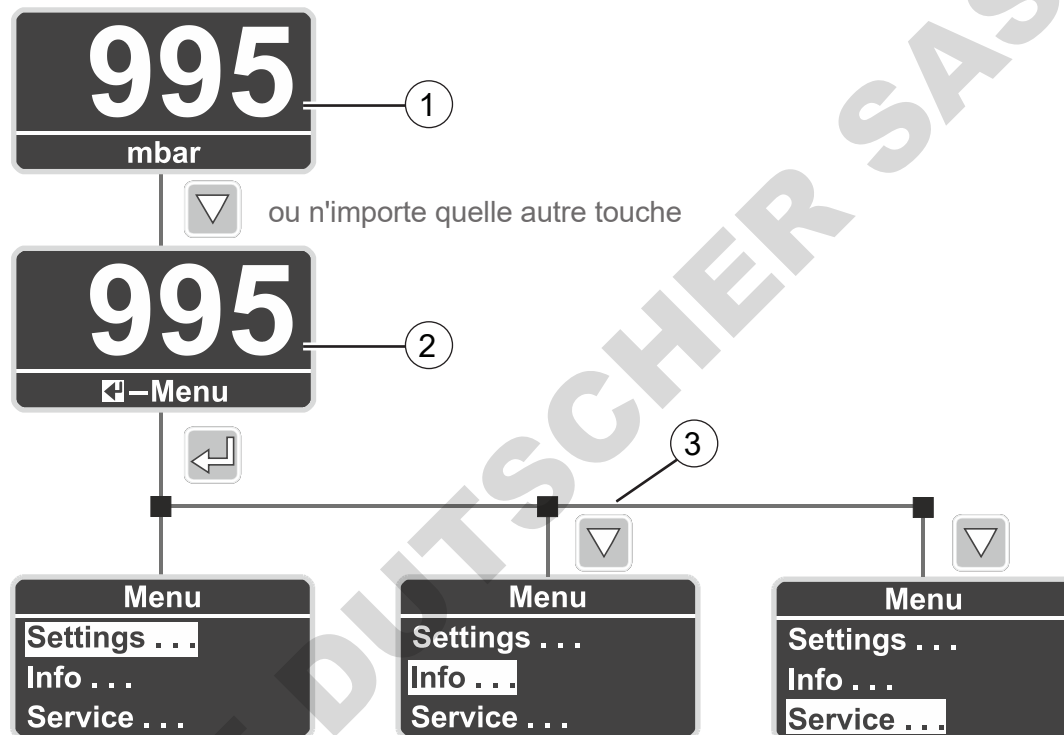 995
1
mbar
ou n'importe quelle autre touche
995
2
–Menu
3
Menu
Settings . . .
Info . . .
Service . . .
Menu
Settings . . .
Info . . .
Service . . .
Menu
Settings . . .
Info . . .
Service . . .
DUTSCHER SAS